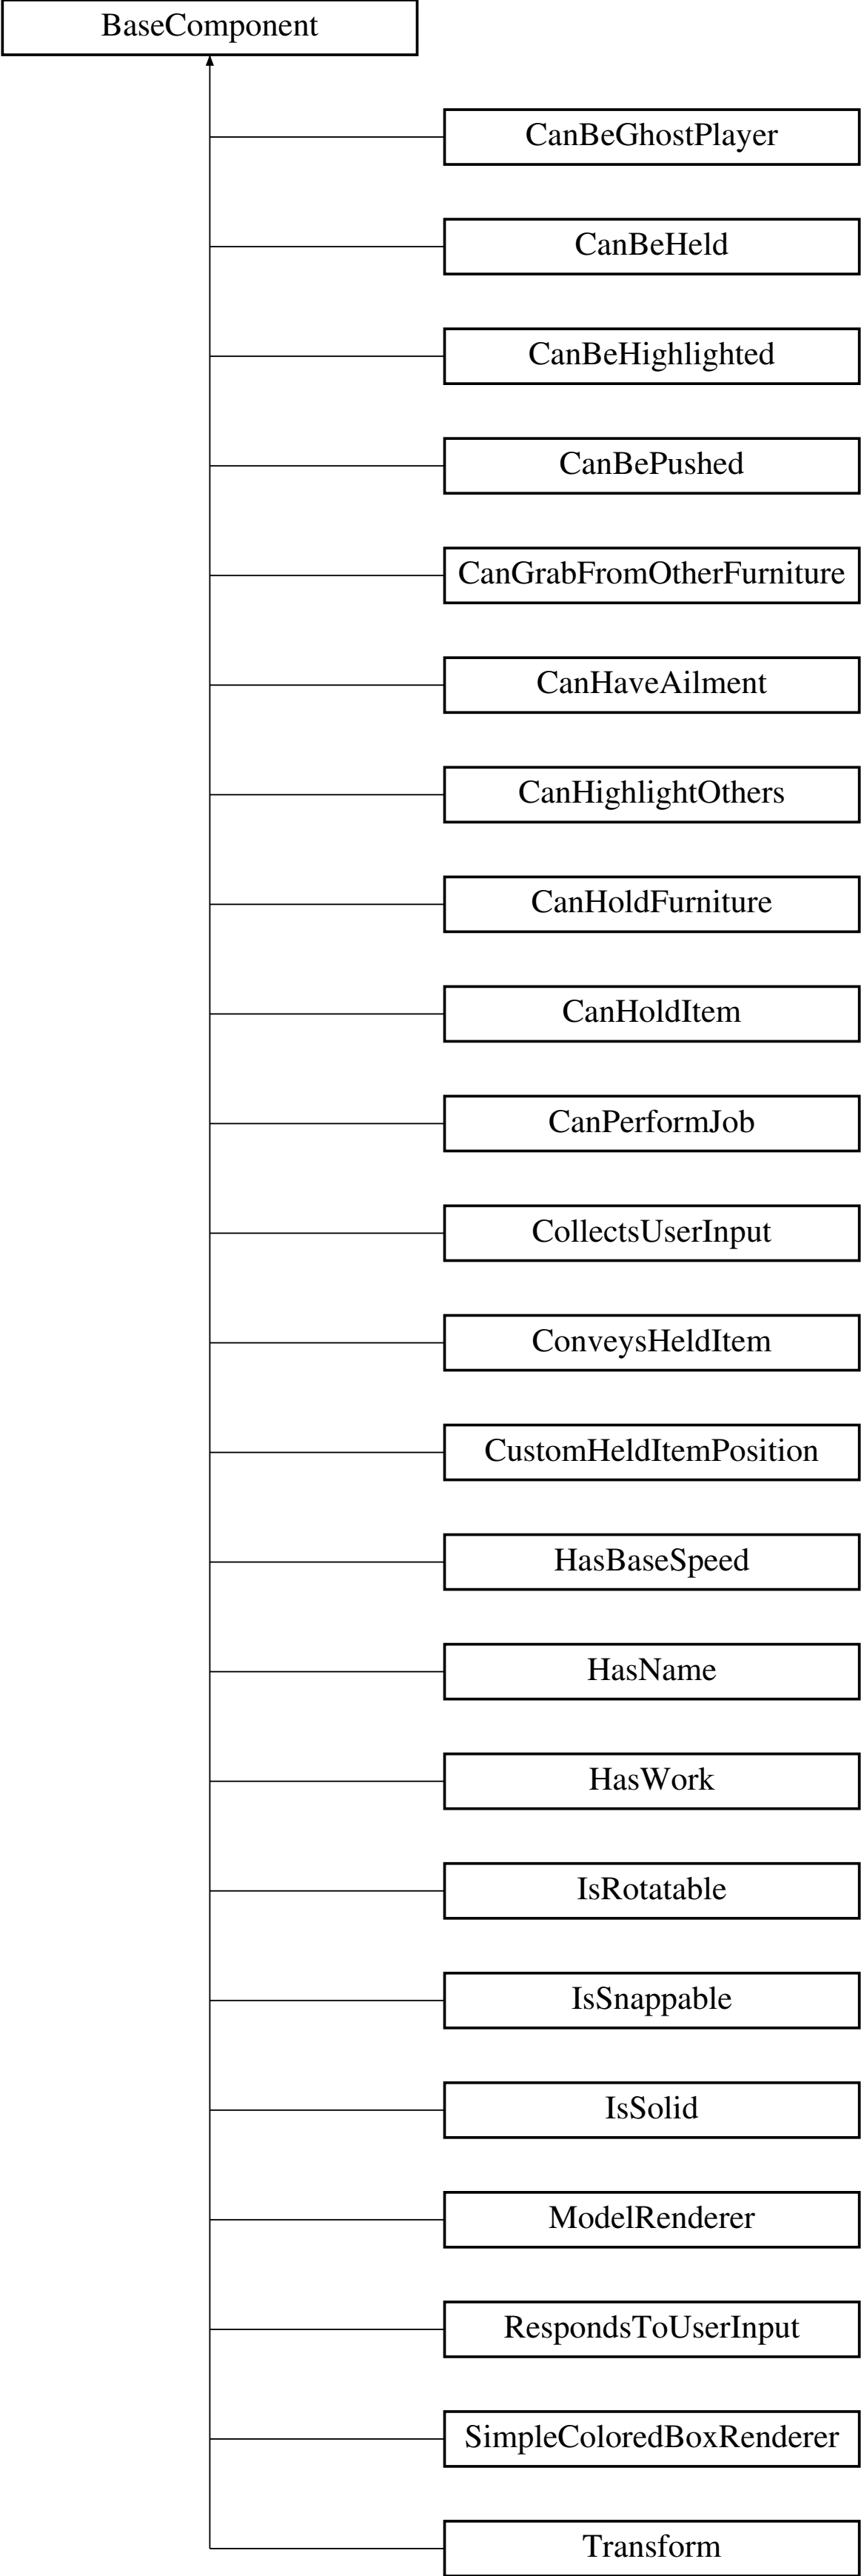 BaseComponent
CanBeGhostPlayer
CanBeHeld
CanBeHighlighted
CanBePushed
CanGrabFromOtherFurniture
CanHaveAilment
CanHighlightOthers
CanHoldFurniture
CanHoldItem
CanPerformJob
CollectsUserInput
ConveysHeldItem
CustomHeldItemPosition
HasBaseSpeed
HasName
HasWork
IsRotatable
IsSnappable
IsSolid
ModelRenderer
RespondsToUserInput
SimpleColoredBoxRenderer
Transform